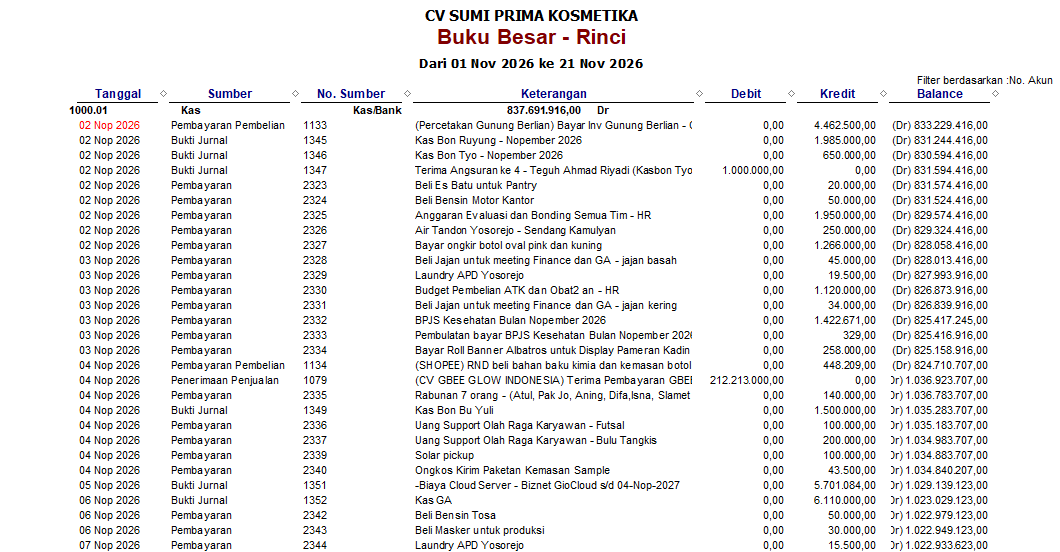 CV SUMI PRIMA KOSMETIKA
Buku Besar - Rinci
Dari 01 Nov 2026 ke 21 Nov 2026
Filter berdasarkan :No. Akun
Tanggal Sumber No. Sumber Keterangan Debit Kredit Balance
1000.01 Kas Kas/Bank 837.691.916,00 Dr
02 Nop 2026 Pembayaran Pembelian 1133 (Percetakan Gunung Berlian) Bayar Inv Gunung Berlian - 0,00 4.462.500,00 (Dr) 833.229.416,00
02 Nop 2026 Bukti Jurnal 1345 Kas Bon Ruyung - Nopember 2026 0,00 1.985.000,00 (Dr) 831.244.416,00
02 Nop 2026 Bukti Jurnal 1346 Kas Bon Tyo - Nopember 2026 0,00 650.000,00 (Dr) 830.594.416,00
02 Nop 2026 Bukti Jurnal 1347 Terima Angsuran ke 4 - Teguh Ahmad Riyadi (Kasbon Tyo 1.000.000,00 0,00 (Dr) 831.594.416,00
02 Nop 2026 Pembayaran 2323 Beli Es Batu untuk Pantry 0,00 20.000,00 (Dr) 831.574.416,00
02 Nop 2026 Pembayaran 2324 Beli Bensin Motor Kantor 0,00 50.000,00 (Dr) 831.524.416,00
02 Nop 2026 Pembayaran 2325 Anggaran Evaluasi dan Bonding Semua Tim - HR 0,00 1.950.000,00 (Dr) 829.574.416,00
02 Nop 2026 Pembayaran 2326 Air Tandon Yosorejo - Sendang Kamulyan 0,00 250.000,00 (Dr) 829.324.416,00
02 Nop 2026 Pembayaran 2327 Bayar ongkir botol oval pink dan kuning 0,00 1.266.000,00 (Dr) 828.058.416,00
03 Nop 2026 Pembayaran 2328 Beli Jajan untuk meeting Finance dan GA - jajan basah 0,00 45.000,00 (Dr) 828.013.416,00
03 Nop 2026 Pembayaran 2329 Laundry APD Yosorejo 0,00 19.500,00 (Dr) 827.993.916,00
03 Nop 2026 Pembayaran 2330 Budget Pembelian ATK dan Obat2 an - HR 0,00 1.120.000,00 (Dr) 826.873.916,00
03 Nop 2026 Pembayaran 2331 Beli Jajan untuk meeting Finance dan GA - jajan kering 0,00 34.000,00 (Dr) 826.839.916,00
03 Nop 2026 Pembayaran 2332 BPJS Kesehatan Bulan Nopember 2026 0,00 1.422.671,00 (Dr) 825.417.245,00
03 Nop 2026 Pembayaran 2333 Pembulatan bayar BPJS Kesehatan Bulan Nopember 2026 0,00 329,00 (Dr) 825.416.916,00
03 Nop 2026 Pembayaran 2334 Bayar Roll Banner Albatros untuk Display Pameran Kadin 0,00 258.000,00 (Dr) 825.158.916,00
04 Nop 2026 Pembayaran Pembelian 1134 (SHOPEE) RND beli bahan baku kimia dan kemasan botol 0,00 448.209,00 (Dr) 824.710.707,00
04 Nop 2026 Penerimaan Penjualan 1079 (CV GBEE GLOW INDONESIA) Terima Pembayaran GBEI 212.213.000,00 0,00 Dr) 1.036.923.707,00
04 Nop 2026 Pembayaran 2335 Rabunan 7 orang - (Atul, Pak Jo, Aning, Difa,Isna, Slamet 0,00 140.000,00 Dr) 1.036.783.707,00
04 Nop 2026 Bukti Jurnal 1349 Kas Bon Bu Yuli 0,00 1.500.000,00 Dr) 1.035.283.707,00
04 Nop 2026 Pembayaran 2336 Uang Support Olah Raga Karyawan - Futsal 0,00 100.000,00 Dr) 1.035.183.707,00
04 Nop 2026 Pembayaran 2337 Uang Support Olah Raga Karyawan - Bulu Tangkis 0,00 200.000,00 Dr) 1.034.983.707,00
04 Nop 2026 Pembayaran 2339 Solar pickup 0,00 100.000,00 Dr) 1.034.883.707,00
04 Nop 2026 Pembayaran 2340 Ongkos Kirim Paketan Kemasan Sample 0,00 43.500,00 Dr) 1.034.840.207,00
05 Nop 2026 Bukti Jurnal 1351 -Biaya Cloud Server - Biznet GioCloud s/d 04-Nop-2027 0,00 5.701.084,00 Dr) 1.029.139.123,00
06 Nop 2026 Bukti Jurnal 1352 Kas GA 0,00 6.110.000,00 Dr) 1.023.029.123,00
06 Nop 2026 Pembayaran 2342 Beli Bensin Tosa 0,00 50.000,00 Dr) 1.022.979.123,00
06 Nop 2026 Pembayaran 2343 Beli Masker untuk produksi 0,00 30.000,00 Dr) 1.022.949.123,00
07 Nop 2026 Pembayaran 2344 Laundry APD Yosorejo 0,00 15.500,00 Dr) 1.022.933.623,00